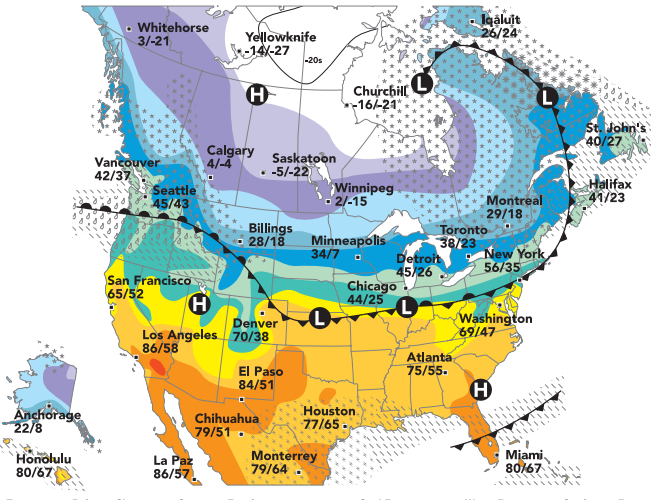 Whitehorse
3/-21
Yellowknife
-14/-27
-20s
Iqaluit
26/24
H
L
L
Churchill
-16/-21
St. John's
40/27
Calgary
4/-4
Saskatoon
-5/-22
Vancouver
42/37
Seattle
45/43
Winnipeg
2/-15
Halifax
41/23
Montreal
29/18
Billings
28/18
Minneapolis
34/7
Toronto
38/23
Detroit
45/26
New York
56/35
San Francisco
65/52
H
Chicago
44/25
L
L
Denver
70/38
Washington
69/47
Los Angeles
86/58
El Paso
84/51
Atlanta
75/55
H
Anchorage
22/8
Chihuahua
79/51
Houston
77/65
Honolulu
80/67
La Paz
86/57
Monterrey
79/64
Miami
80/67